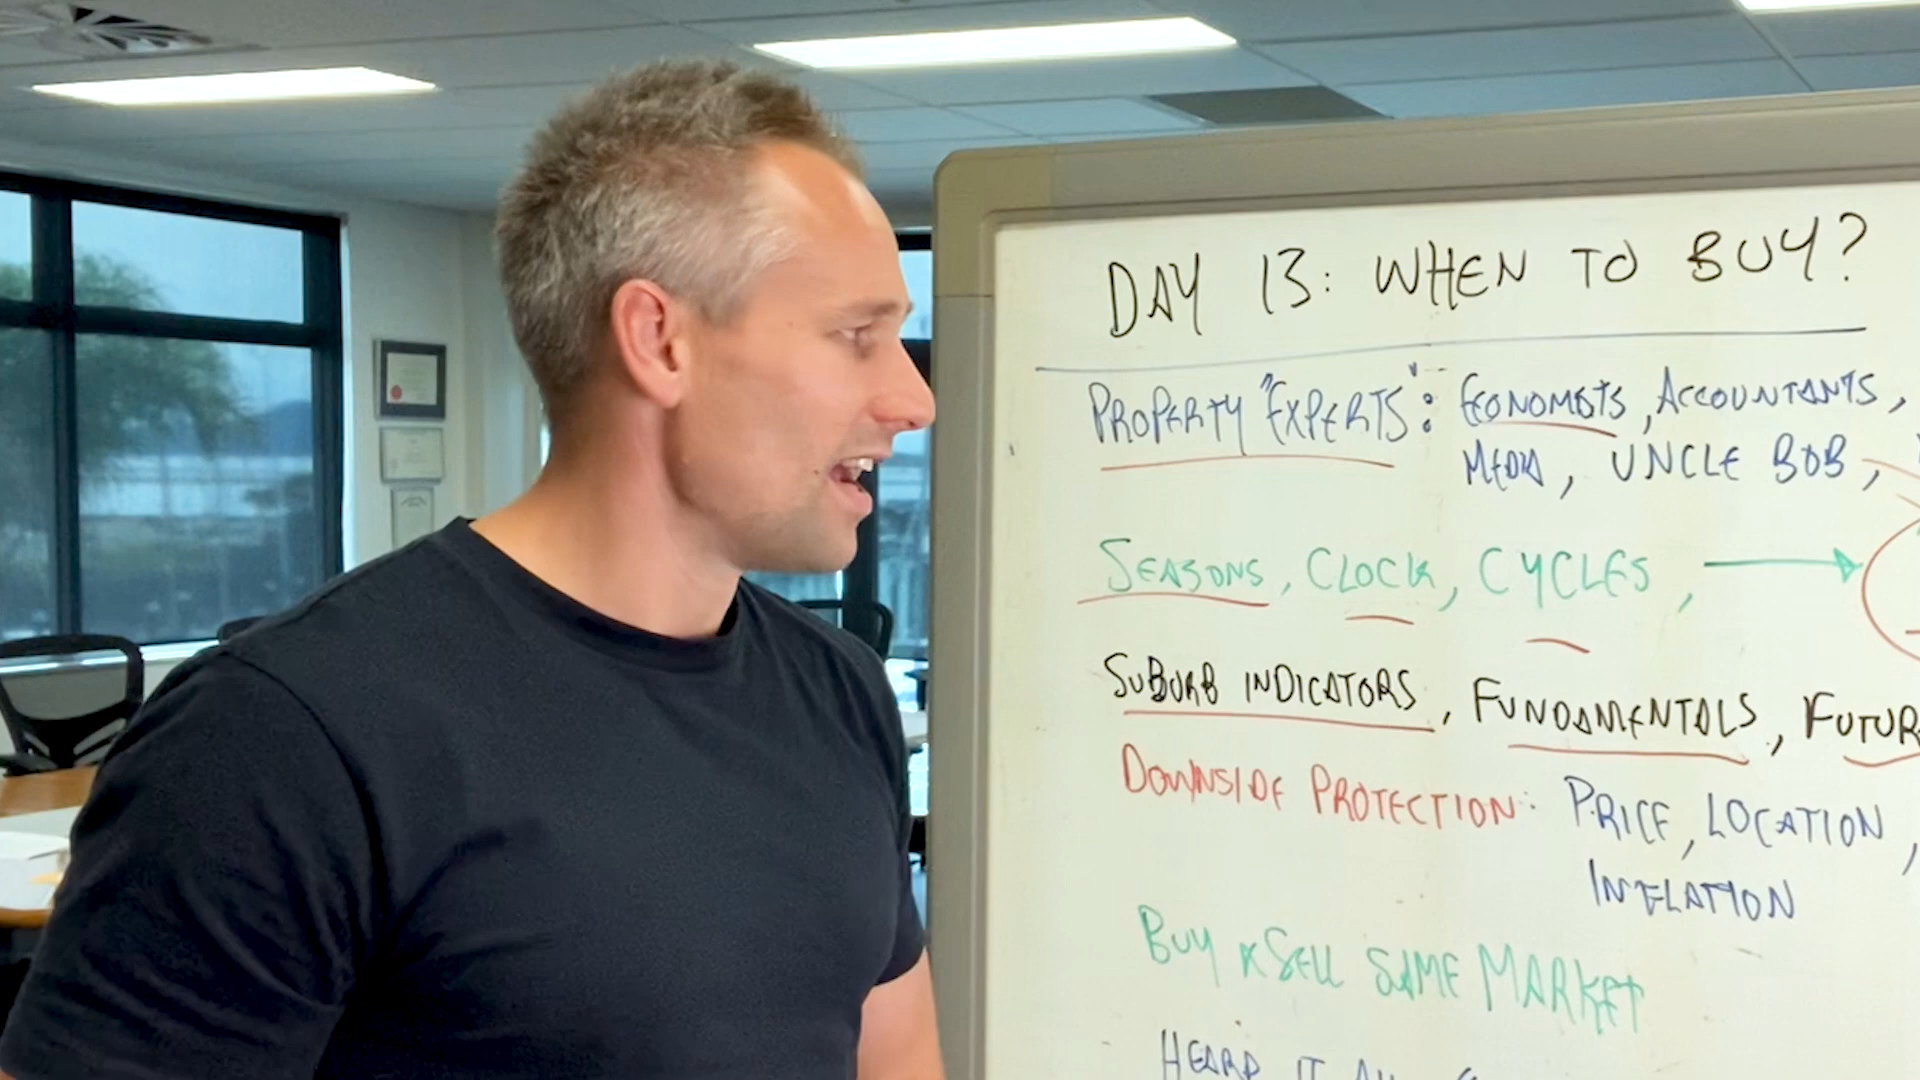 DAY 13: WHEN TO BUY?
PROPERTY "EXPERTS": ECONOMISTS, ACCOUNTANTS,
MEDIA, UNCLE BOB,
SEASONS, CLOCK, CYCLES,
SUBURB INDICATORS, FUNDAMENTALS, FUTUR
DOWNSIDE PROTECTION: PRICE, LOCATION,
INFLATION
BUY & SELL SAME MARKET
HEARD IT ALL